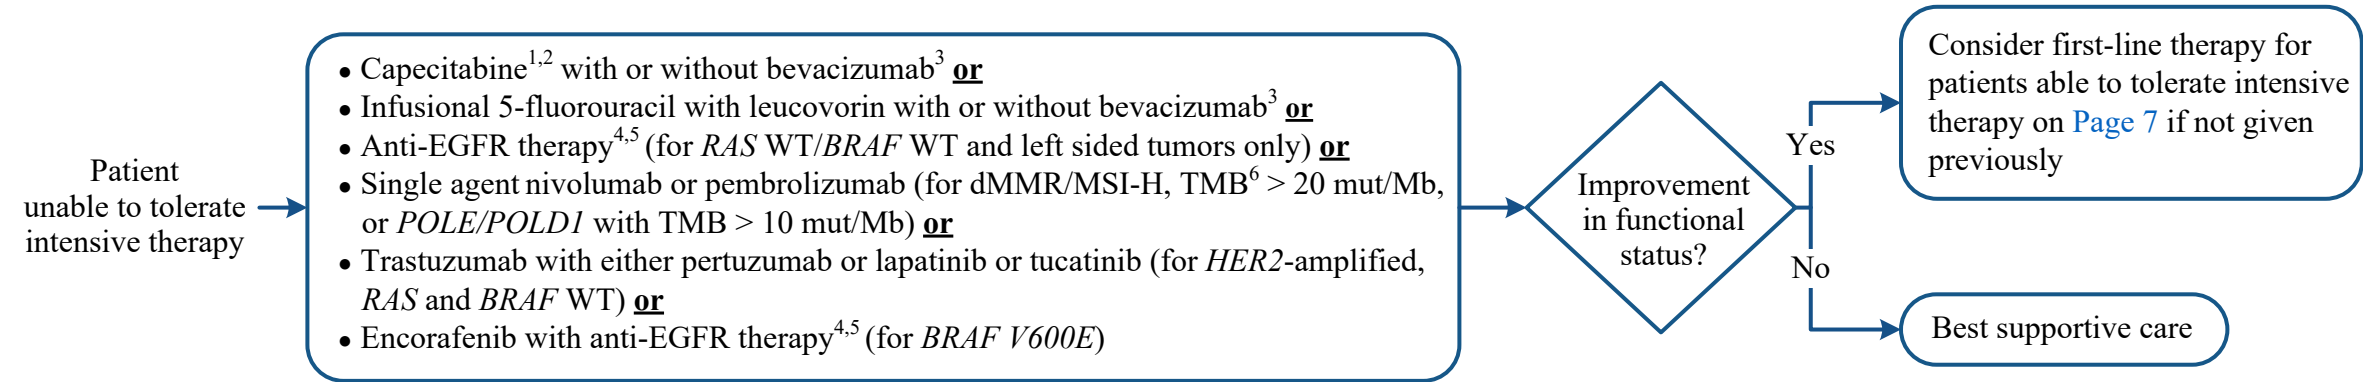 Patient
unable to tolerate
intensive therapy
• Capecitabine1,2 with or without bevacizumab3 or
• Infusional 5-fluorouracil with leucovorin with or without bevacizumab3 or
• Anti-EGFR therapy4,5 (for RAS WT/BRAF WT and left sided tumors only) or
• Single agent nivolumab or pembrolizumab (for dMMR/MSI-H, TMB6 > 20 mut/Mb,
or POLE/POLD1 with TMB > 10 mut/Mb) or
• Trastuzumab with either pertuzumab or lapatinib or tucatinib (for HER2-amplified,
RAS and BRAF WT) or
• Encorafenib with anti-EGFR therapy4,5 (for BRAF V600E)
Improvement
in functional
status?
Yes
Consider first-line therapy for
patients able to tolerate intensive
therapy on Page 7 if not given
previously
No
Best supportive care